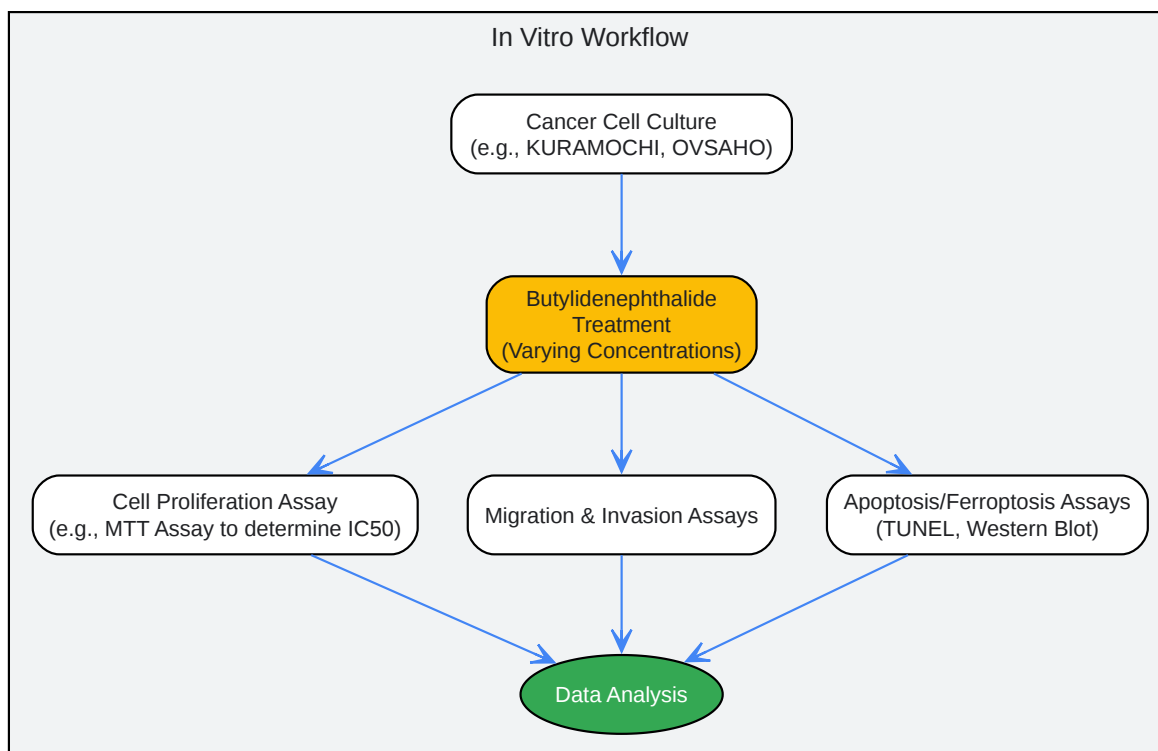 In Vitro Workflow
Cancer Cell Culture
(e.g., KURAMOCHI, OVSAHO)
Butylidenephthalide
Treatment
(Varying Concentrations)
Cell Proliferation Assay
(e.g., MTT Assay to determine IC50)
Migration & Invasion Assays
Apoptosis/Ferroptosis Assays
(TUNEL, Western Blot)
Data Analysis